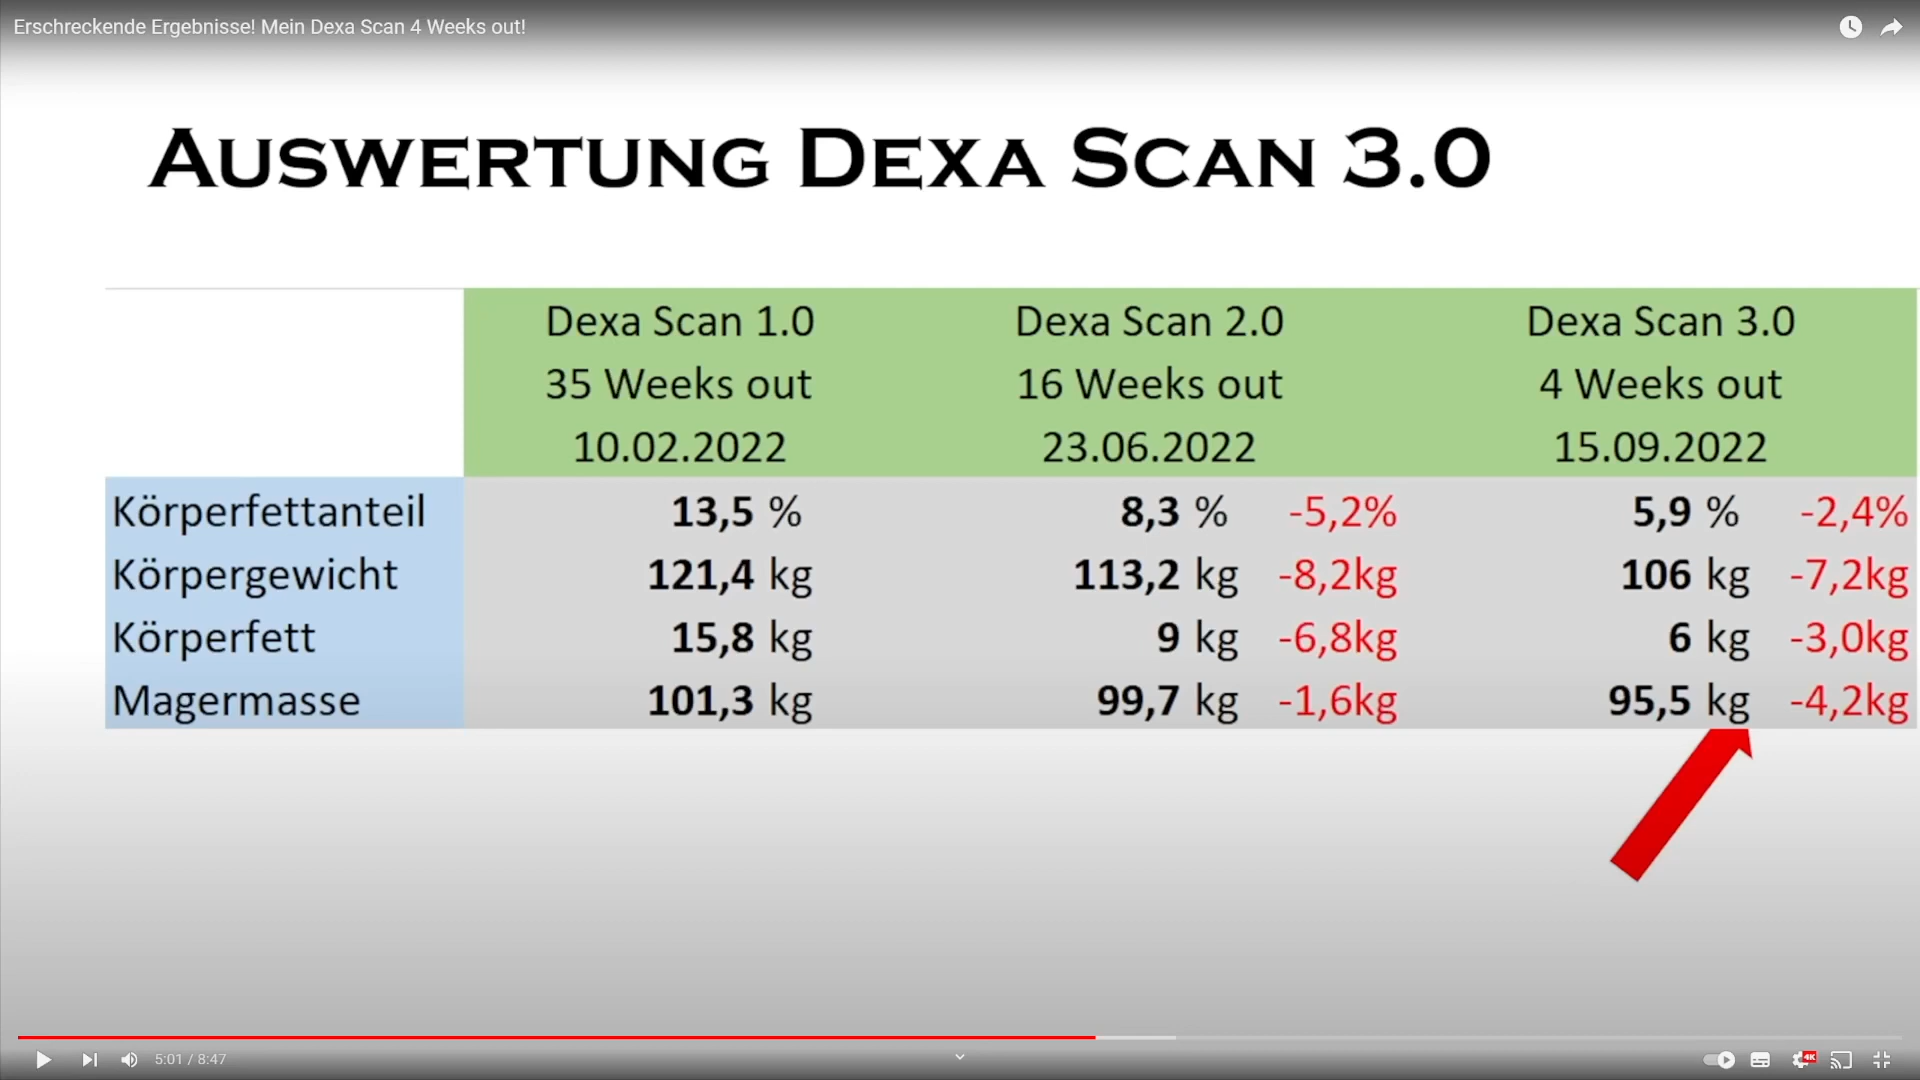 Erschreckende Ergebnisse! Mein Dexa Scan 4 Weeks out!
Auswertung Dexa Scan 3.0
Dexa Scan 1.0 Dexa Scan 2.0 Dexa Scan 3.0
35 Weeks out 16 Weeks out 4 Weeks out
10.02.2022 23.06.2022 15.09.2022
Körperfettanteil 13,5 % 8,3 % -5,2% 5,9 % -2,4%
Körpergewicht 121,4 kg 113,2 kg -8,2kg 106 kg -7,2kg
Körperfett 15,8 kg 9 kg -6,8kg 6 kg -3,0kg
Magermasse 101,3 kg 99,7 kg -1,6kg 95,5 kg -4,2kg
5:01 / 8:47
4K